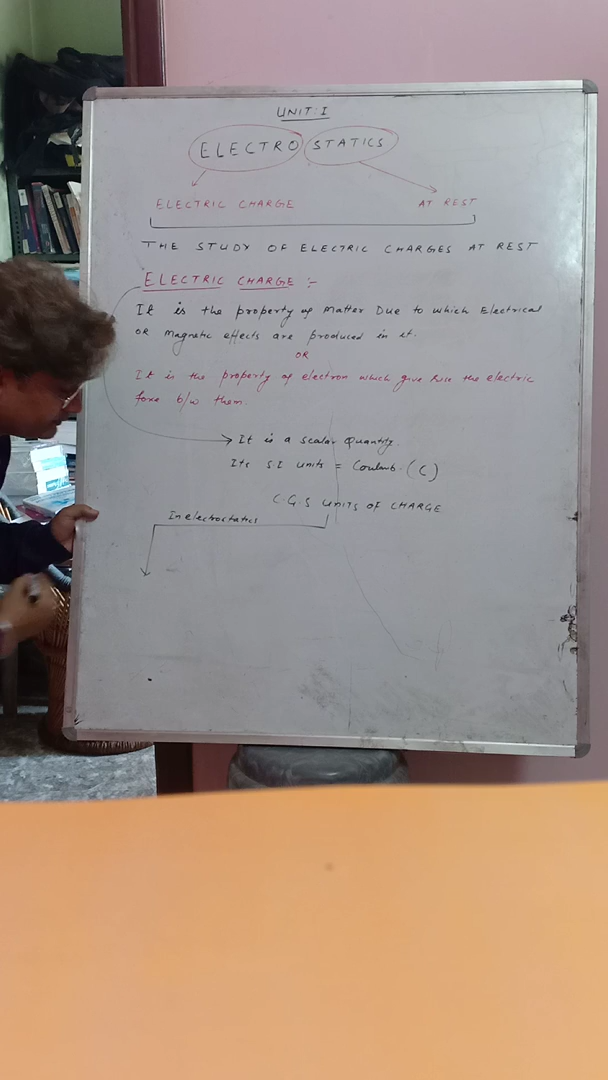 UNIT: I
ELECTRO STATICS
ELECTRIC CHARGE AT REST
THE STUDY OF ELECTRIC CHARGES AT REST
ELECTRIC CHARGE :-
It is the property of Matter Due to which Electrical
OR Magnetic effects are produced in it.
OR
It is the property of electron which give rise the electric
force b/w them.
It is a scalar Quantity.
Its S.I units = Coulomb. (C)
C.G.S UNITS OF CHARGE
In electrostatics